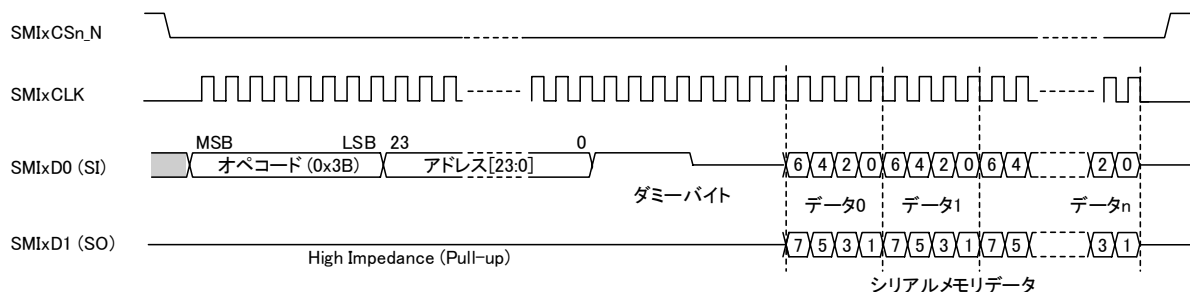 SMIxCSn_N
SMIxCLK
MSB LSB 23 0
SMIxD0 (SI) オペコード (0x3B) アドレス[23:0] 6 4 2 0 6 4 2 0 6 4 2 0
ダミーバイト データ0 データ1 データn
SMIxD1 (SO) 7 5 3 1 7 5 3 1 7 5 3 1
High Impedance (Pull-up)
シリアルメモリデータ